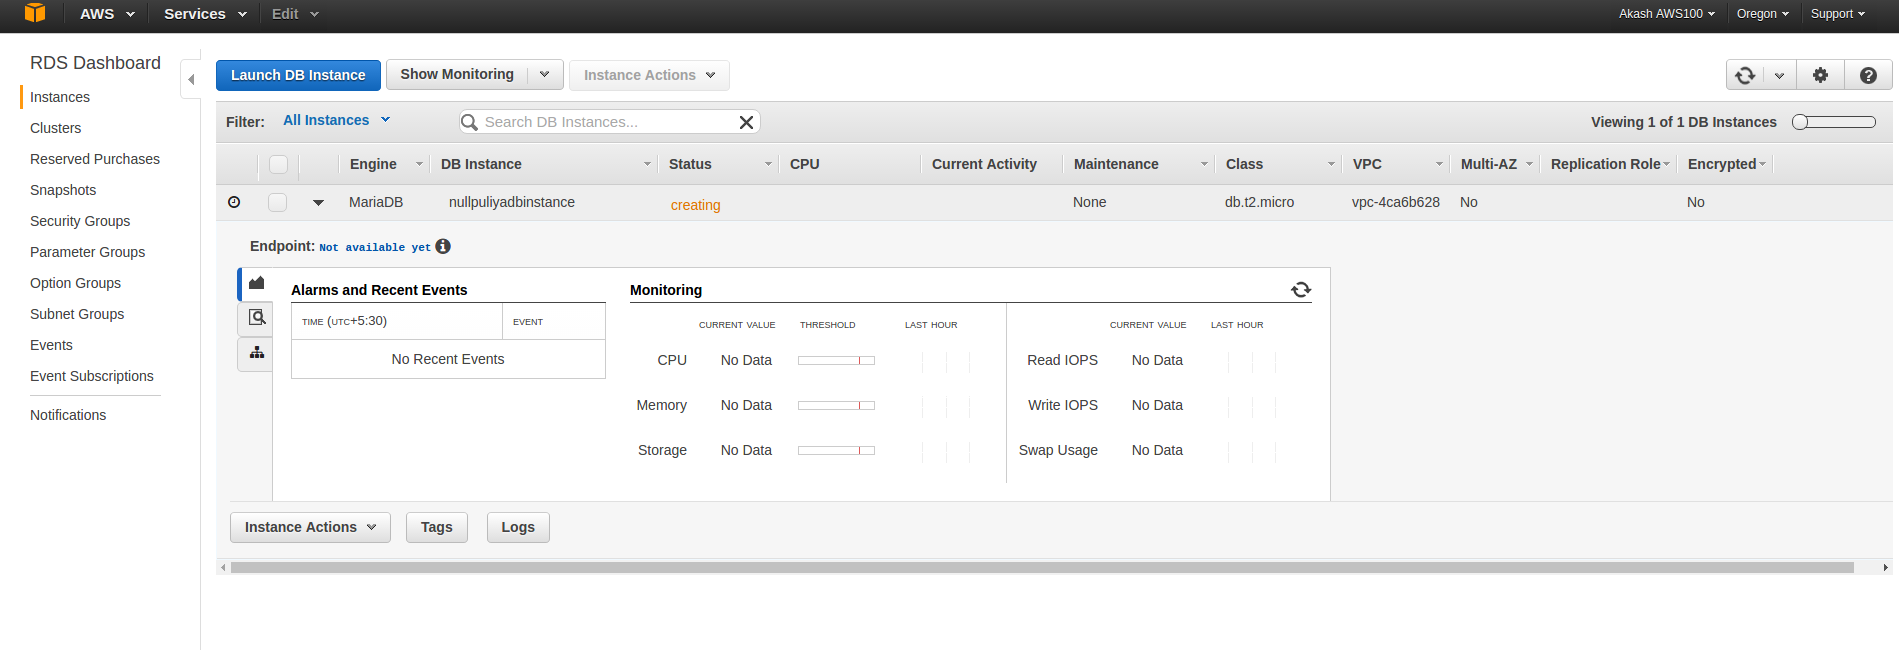 AWS Services Edit Akash AWS100 Oregon Support
RDS Dashboard
Instances
Clusters
Reserved Purchases
Snapshots
Security Groups
Parameter Groups
Option Groups
Subnet Groups
Events
Event Subscriptions
Notifications
Launch DB Instance Show Monitoring Instance Actions
Filter: All Instances Search DB Instances... Viewing 1 of 1 DB Instances
Engine DB Instance Status CPU Current Activity Maintenance Class VPC Multi-AZ Replication Role Encrypted
MariaDB nullpuliyadbinstance creating None db.t2.micro vpc-4ca6b628 No No
Endpoint: Not available yet
Alarms and Recent Events
TIME (UTC+5:30) EVENT
No Recent Events
Monitoring
CURRENT VALUE THRESHOLD LAST HOUR
CPU No Data
Memory No Data
Storage No Data
CURRENT VALUE LAST HOUR
Read IOPS No Data
Write IOPS No Data
Swap Usage No Data
Instance Actions Tags Logs